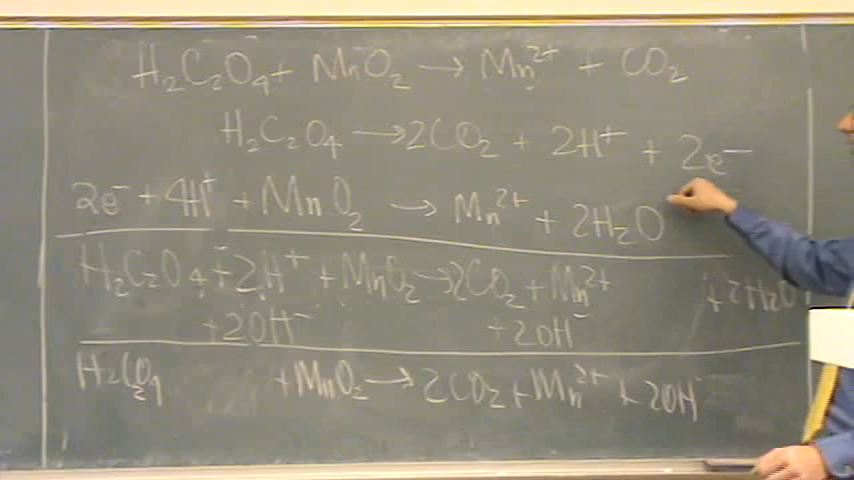 H₂C₂O₄ + MnO₂ → Mn²⁺ + CO₂
H₂C₂O₄ → 2CO₂ + 2H⁺ + 2e⁻
2e⁻ + 4H⁺ + MnO₂ → Mn²⁺ + 2H₂O
H₂C₂O₄ + 2H⁺ + MnO₂ → 2CO₂ + Mn²⁺ + 2H₂O
+ 2OH⁻ + 2OH⁻
H₂C₂O₄ + MnO₂ → 2CO₂ + Mn²⁺ + 2OH⁻